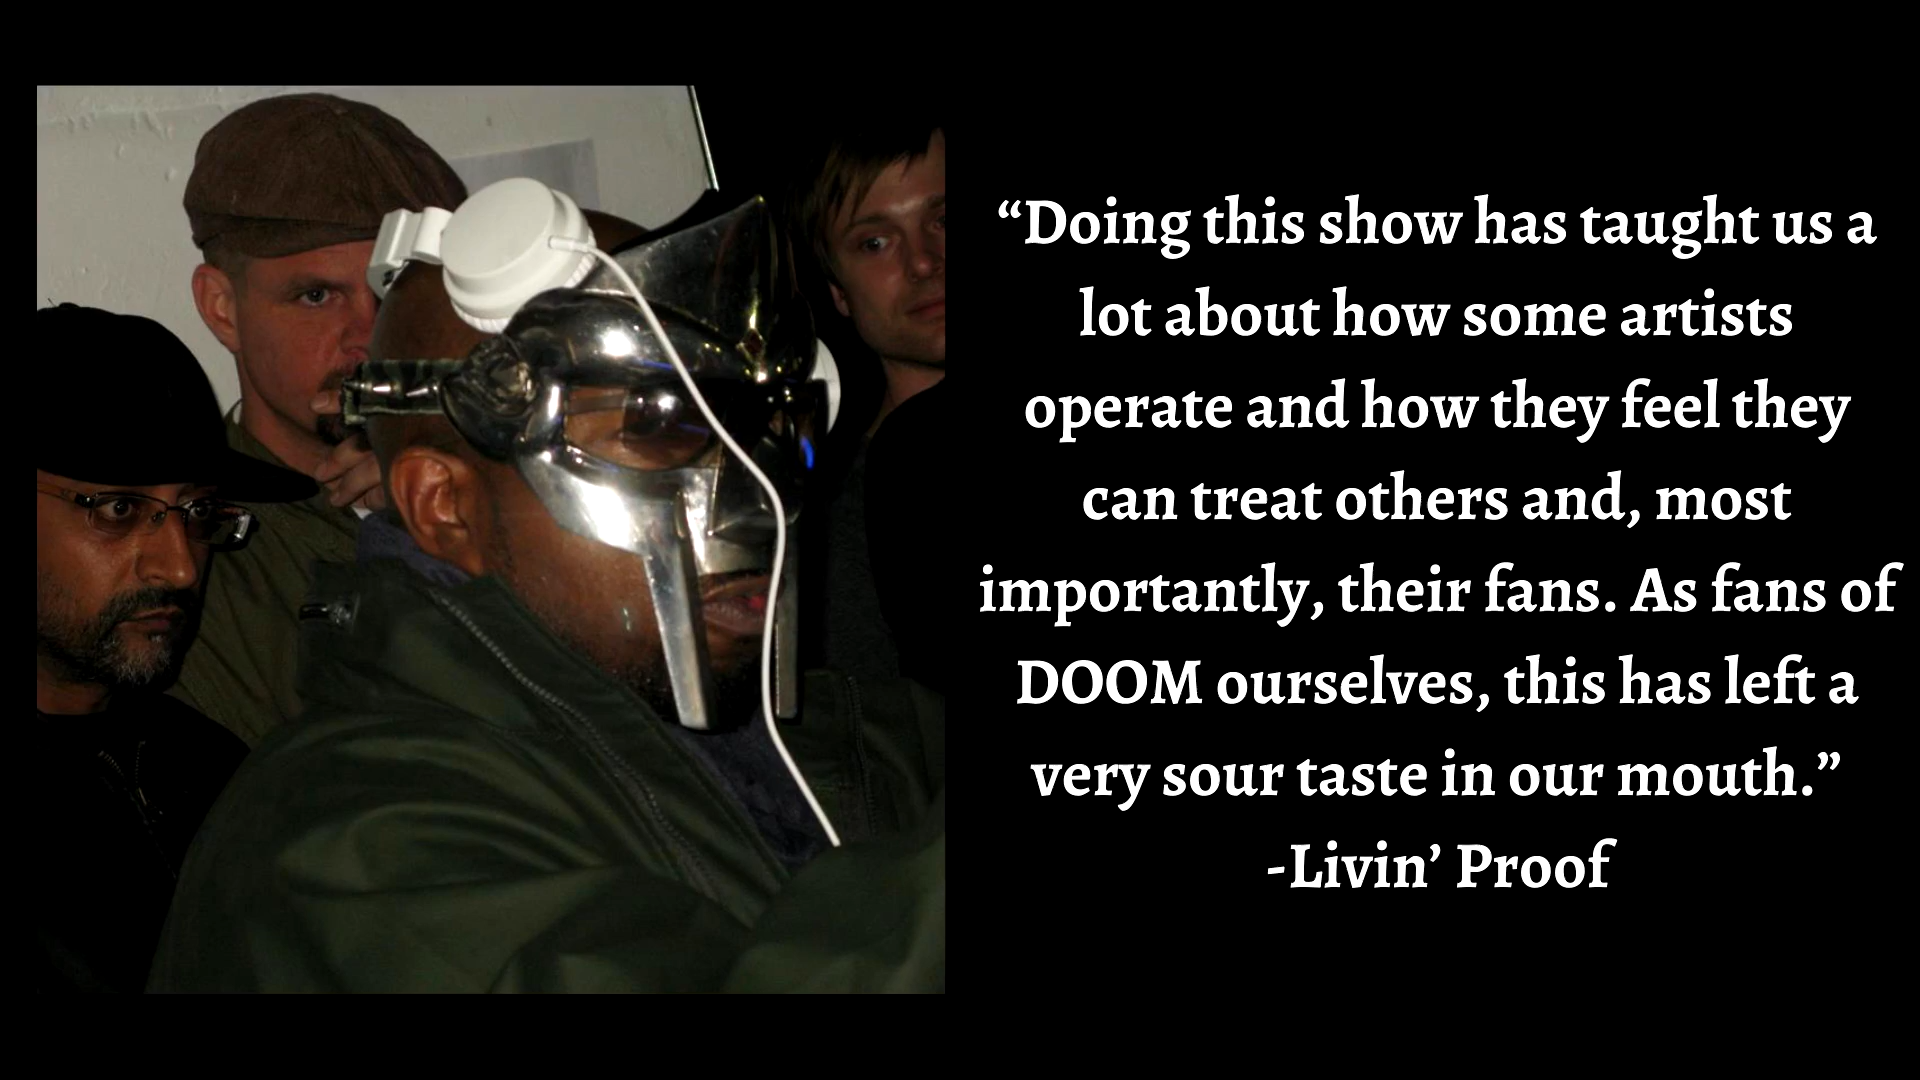 “Doing this show has taught us a
lot about how some artists
operate and how they feel they
can treat others and, most
importantly, their fans. As fans of
DOOM ourselves, this has left a
very sour taste in our mouth.”
-Livin’ Proof